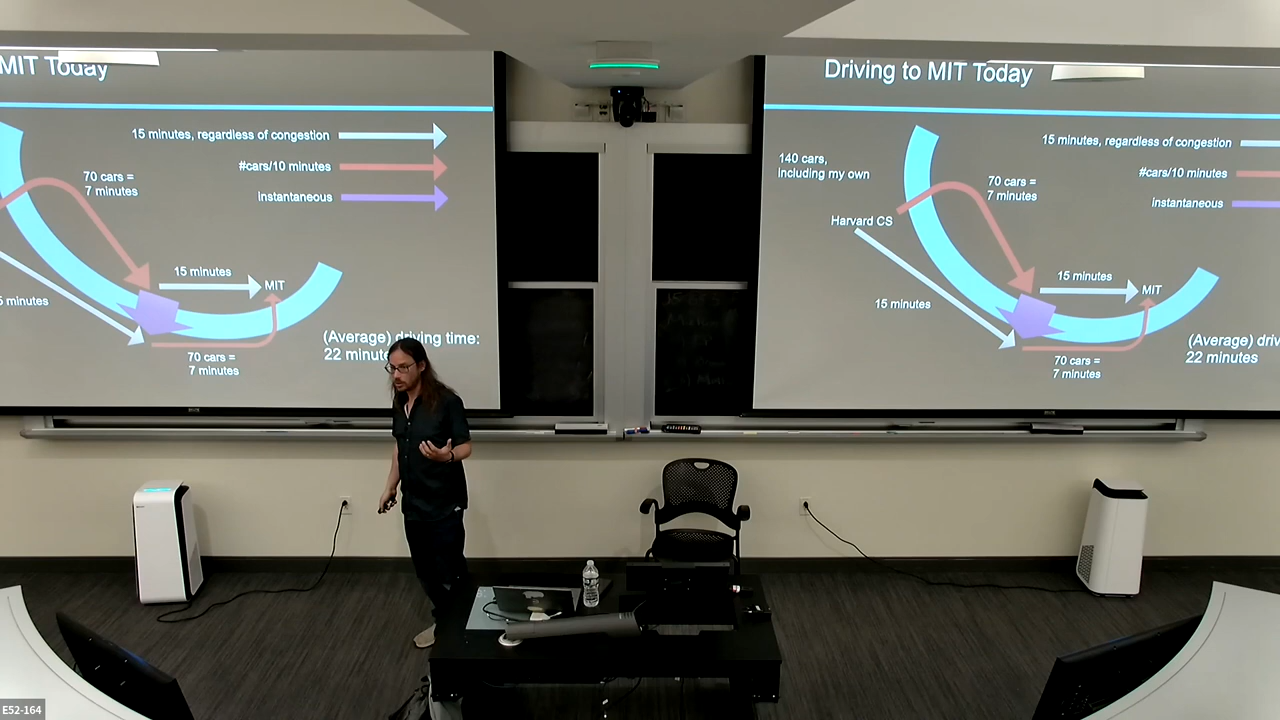 MIT Today
15 minutes, regardless of congestion
#cars/10 minutes
instantaneous
70 cars =
7 minutes
15 minutes
MIT
minutes
70 cars =
7 minutes
(Average) driving time:
22
Driving to MIT Today
15 minutes, regardless of congestion
140 cars,
including my own
#cars/10 minutes
70 cars =
7 minutes
instantaneous
Harvard CS
15 minutes
MIT
15 minutes
70 cars =
7 minutes
(Average)
22 minutes
E52-164